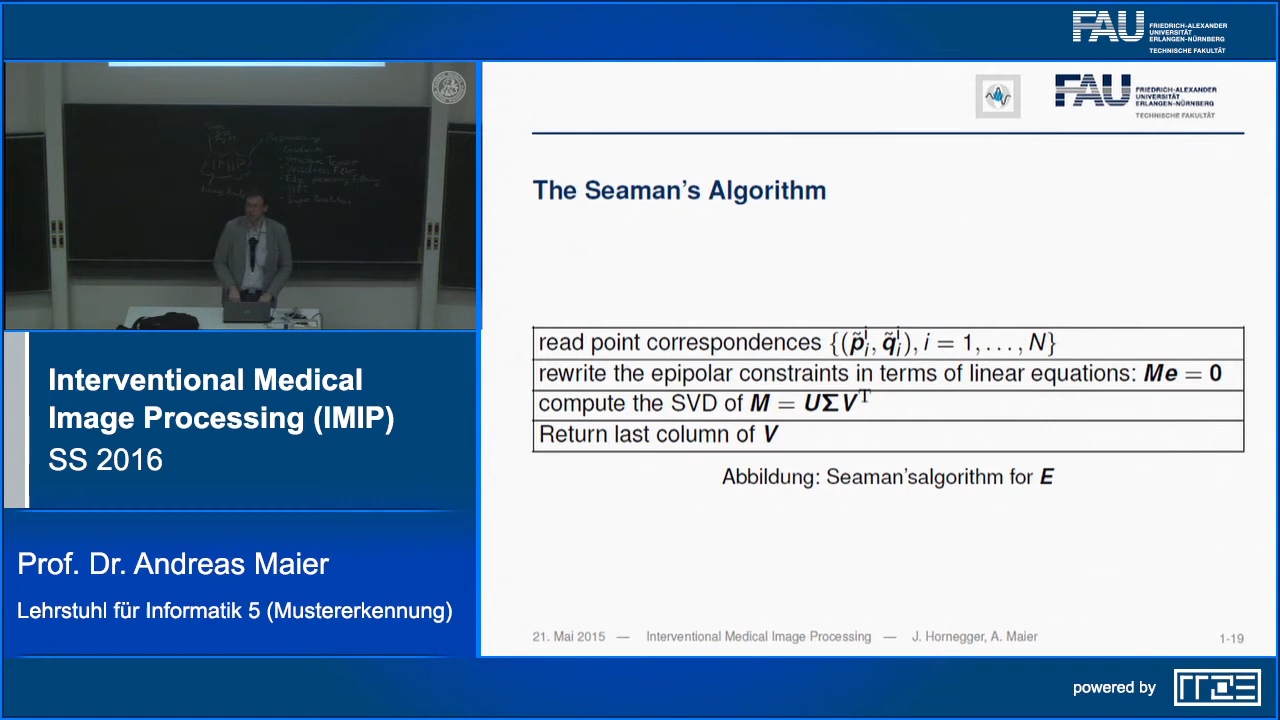 FAU
FRIEDRICH-ALEXANDER
UNIVERSITÄT
ERLANGEN-NÜRNBERG
TECHNISCHE FAKULTÄT
FAU
FRIEDRICH-ALEXANDER
UNIVERSITÄT
ERLANGEN-NÜRNBERG
TECHNISCHE FAKULTÄT
The Seaman's Algorithm
read point correspondences {(p̃ᵢⁱ, q̃ᵢⁱ), i = 1, . . . , N}
rewrite the epipolar constraints in terms of linear equations: Me = 0
compute the SVD of M = UΣVᵀ
Return last column of V
Abbildung: Seaman'salgorithm for E
21. Mai 2015 — Interventional Medical Image Processing — J. Hornegger, A. Maier
1-19
Interventional Medical
Image Processing (IMIP)
SS 2016
Prof. Dr. Andreas Maier
Lehrstuhl für Informatik 5 (Mustererkennung)
powered by